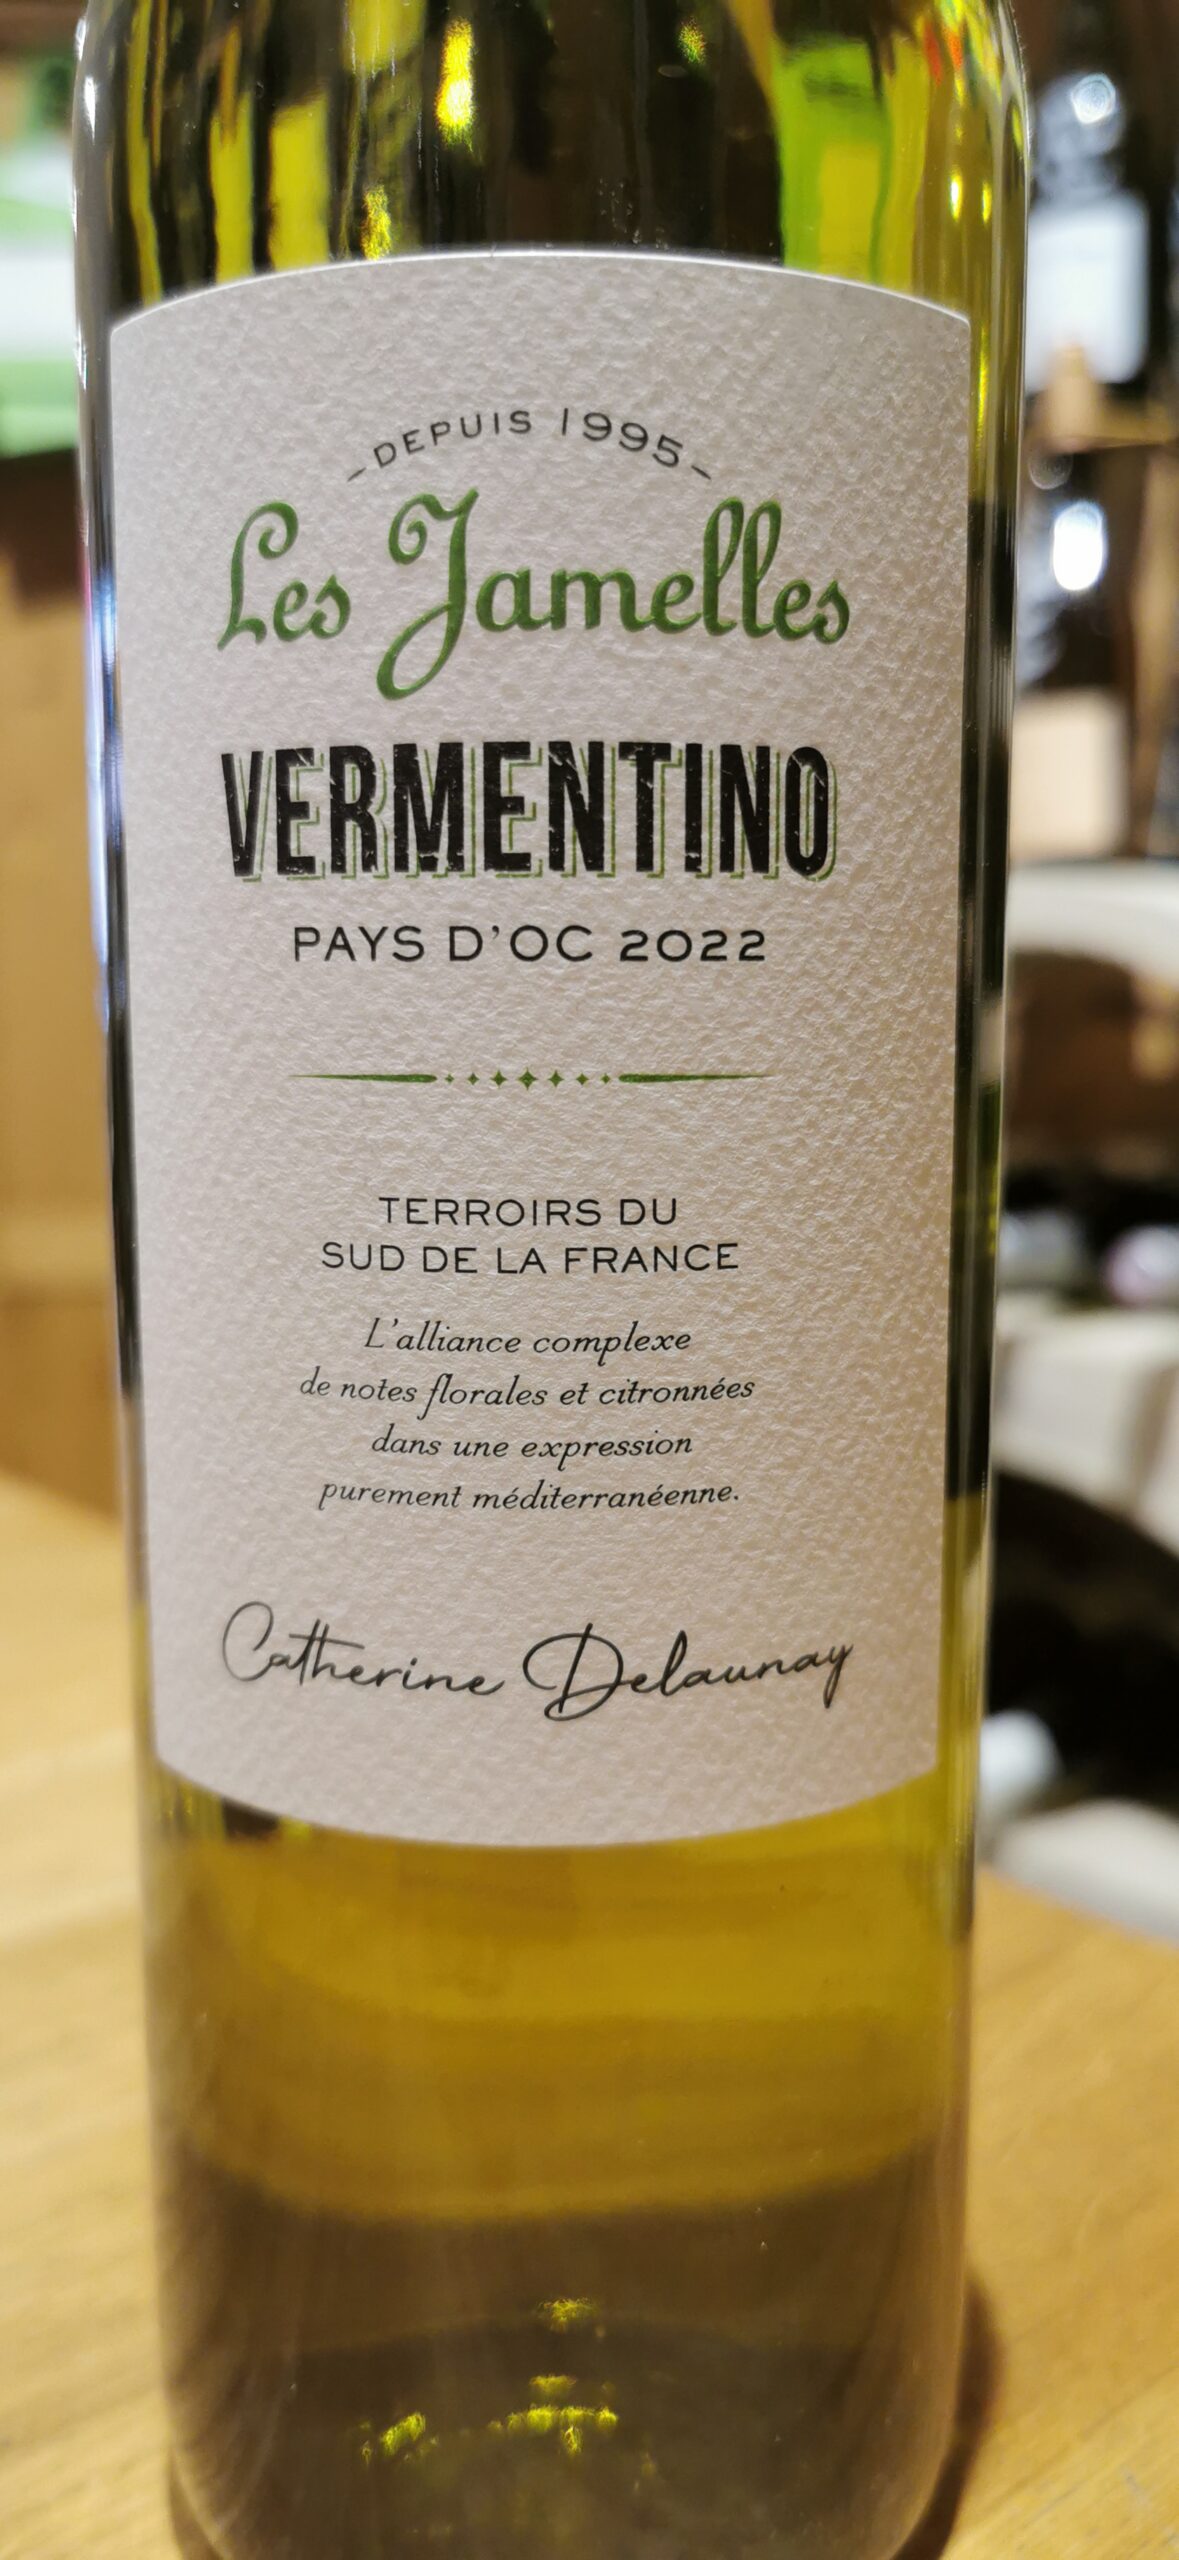 -DEPUIS 1995-
Les Jamelles
VERMENTINO
PAYS D'OC 2022
TERROIRS DU
SUD DE LA FRANCE
L'alliance complexe
de notes florales et citronnées
dans une expression
purement méditerranéenne.
Catherine Delaunay